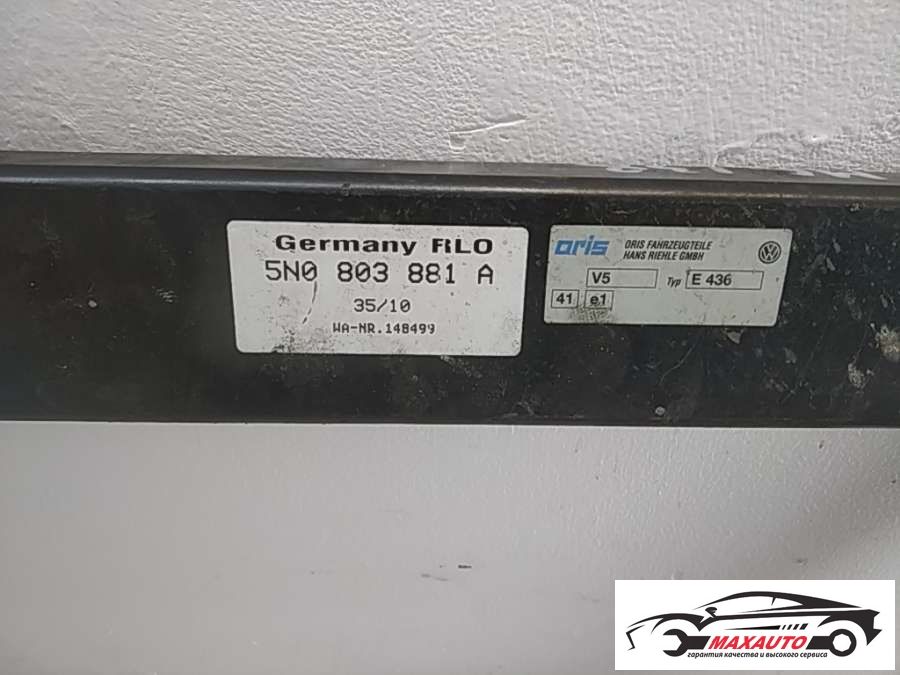 Germany FiLO
5N0 803 881 A
35/10
WA-NR.148499
oris
ORIS FAHRZEUGTEILE
HANS RIEHLE GMBH
V5
Typ
E 436
41
e1
MAXAUTO
гарантия качества и высокого сервиса